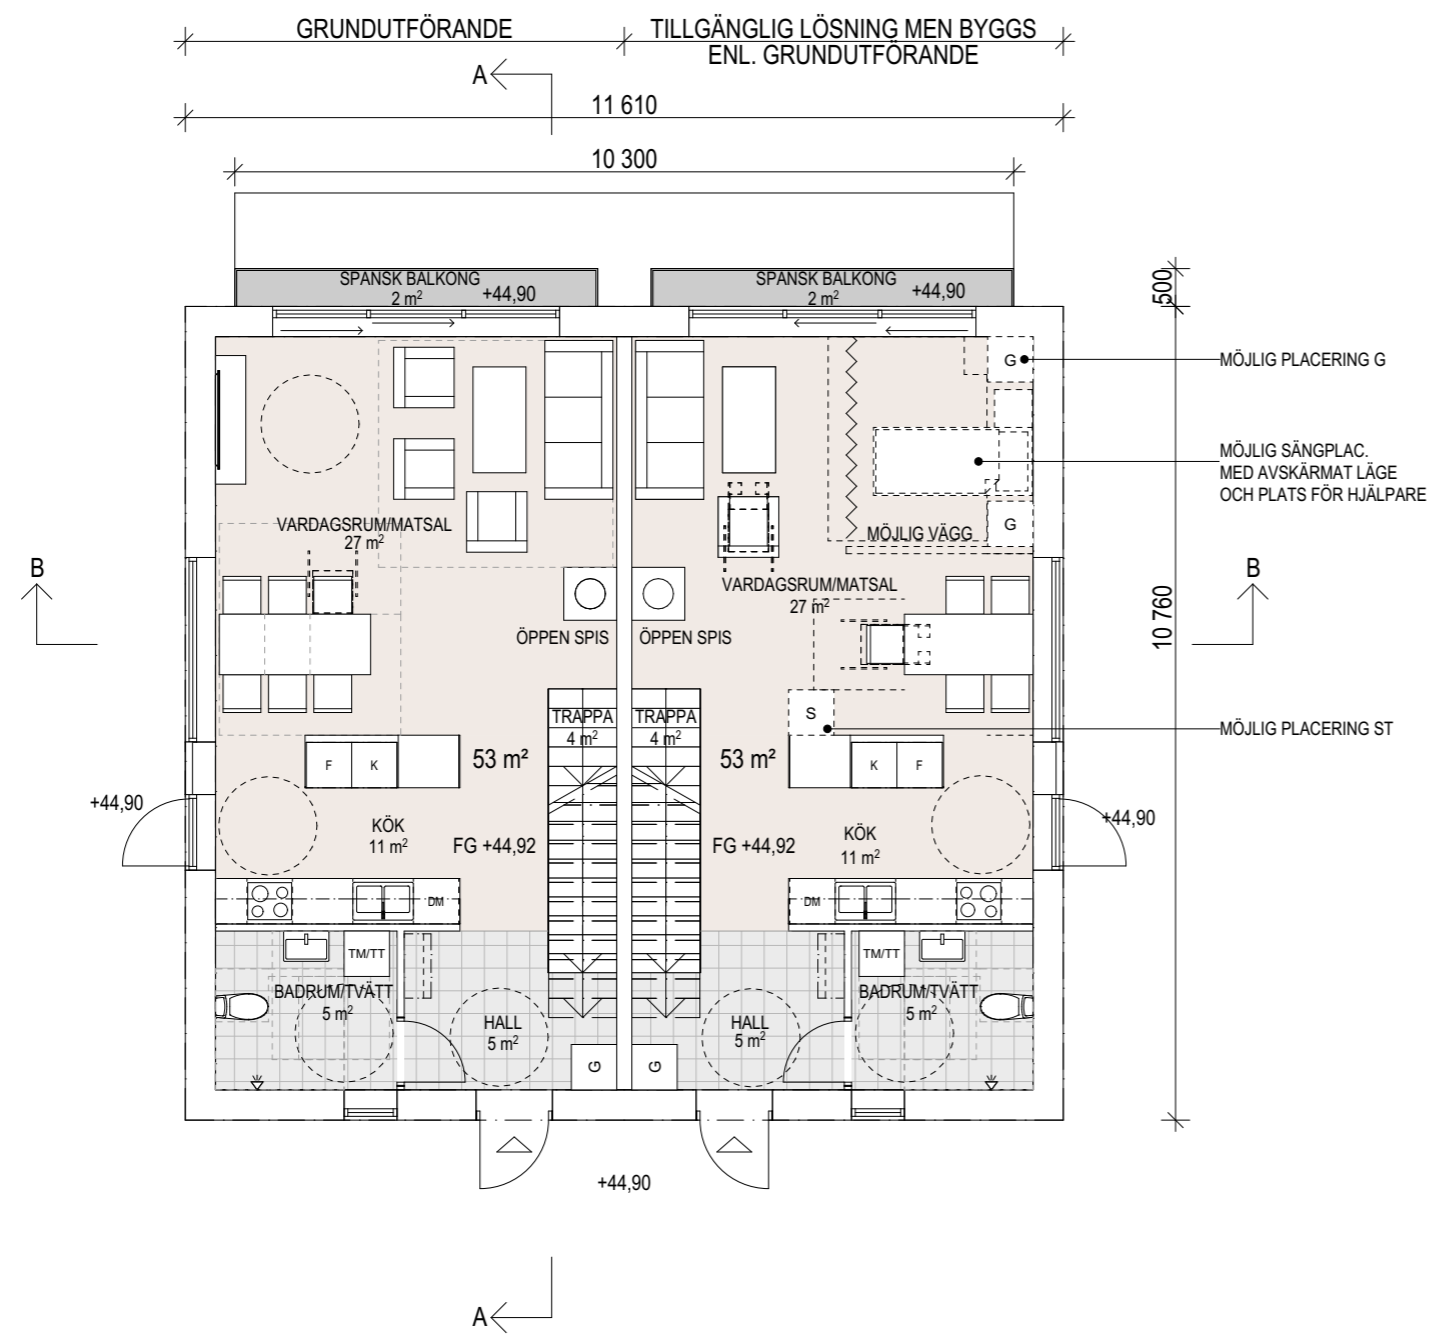 GRUNDUTFÖRANDE
TILLGÄNGLIG LÖSNING MEN BYGGS
ENL. GRUNDUTFÖRANDE
A
11 610
10 300
500
SPANSK BALKONG
2 m²
+44,90
SPANSK BALKONG
2 m²
+44,90
G
MÖJLIG PLACERING G
MÖJLIG SÄNGPLAC.
MED AVSKÄRMAT LÄGE
OCH PLATS FÖR HJÄLPARE
G
VARDAGSRUM/MATSAL
27 m²
MÖJLIG VÄGG
B
B
VARDAGSRUM/MATSAL
27 m²
10 760
ÖPPEN SPIS
ÖPPEN SPIS
TRAPPA
4 m²
TRAPPA
4 m²
S
MÖJLIG PLACERING ST
F
K
53 m²
53 m²
K
F
+44,90
+44,90
KÖK
11 m²
FG +44,92
FG +44,92
KÖK
11 m²
DM
DM
TM/TT
TM/TT
BADRUM/TVÄTT
5 m²
BADRUM/TVÄTT
5 m²
HALL
5 m²
HALL
5 m²
G
G
+44,90
A